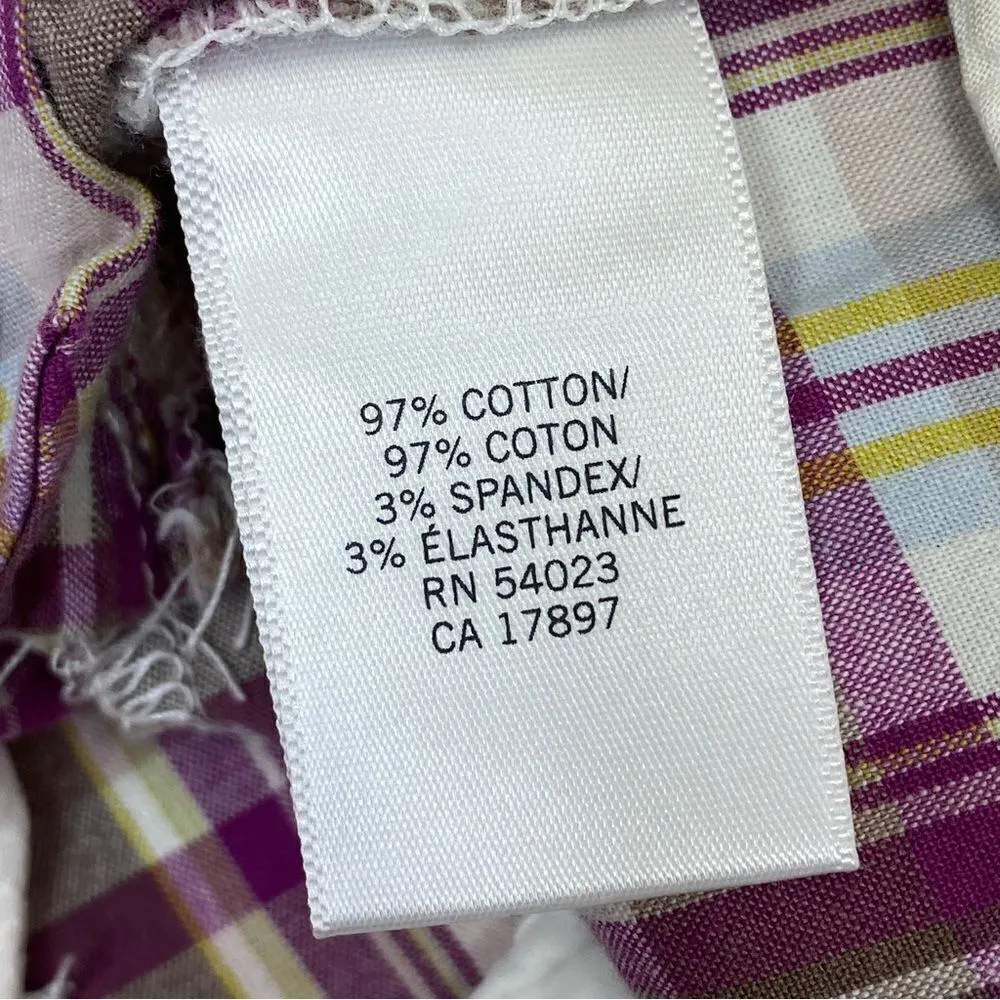 97% COTTON/
97% COTON
3% SPANDEX/
3% ÉLASTHANNE
RN 54023
CA 17897